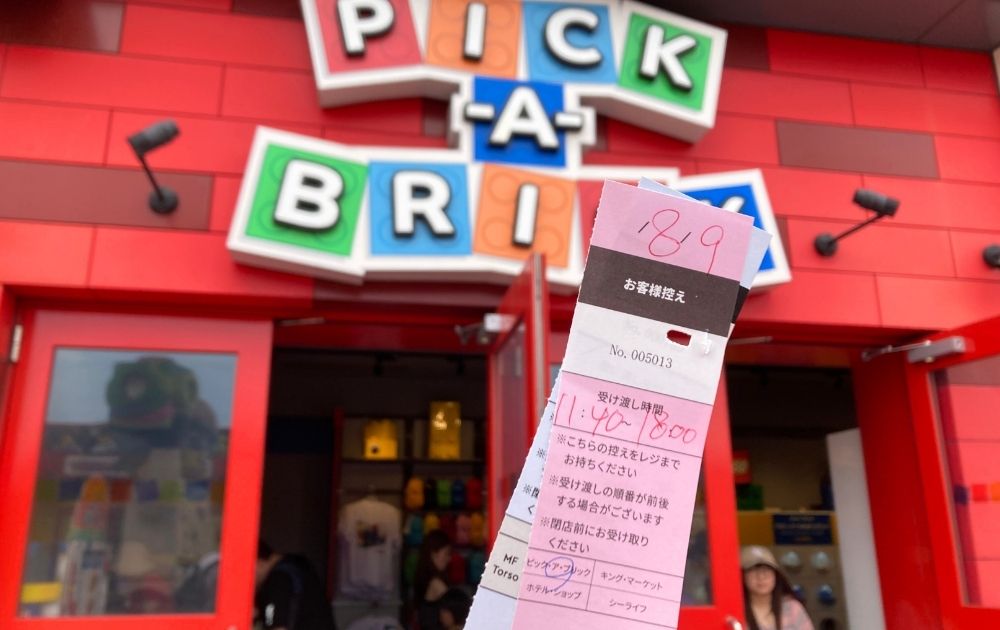 PICK
-A-
BRI
8/9
お客様控え
No. 005013
受け渡し時間
11:40~18:00
※こちらの控えをレジまで
お持ちください
※受け渡しの順番が前後
する場合がございます
※閉店前にお受け取り
ください
ピック・ア・ブリック
キング・マーケット
ホテル・ショップ
シーライフ
MF
Torso